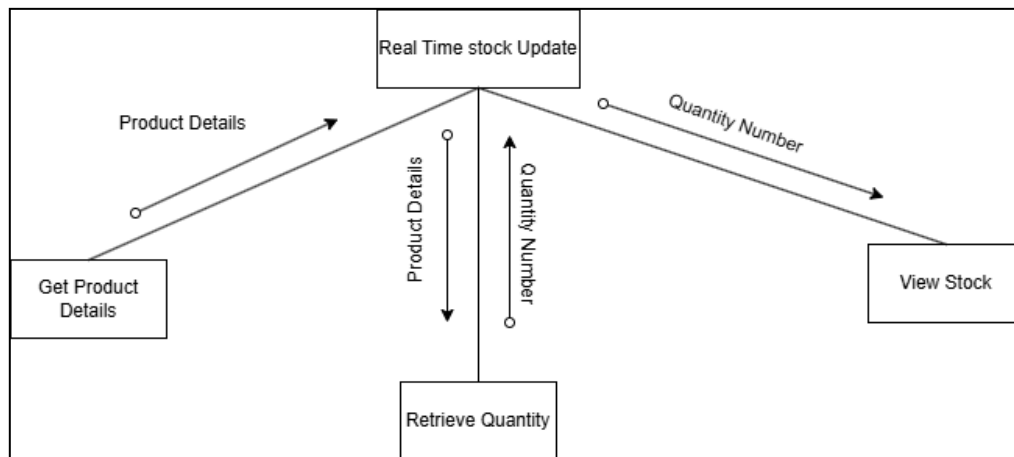 Real Time stock Update
Product Details
Quantity Number
Product Details
Quantity Number
Get Product
Details
View Stock
Retrieve Quantity